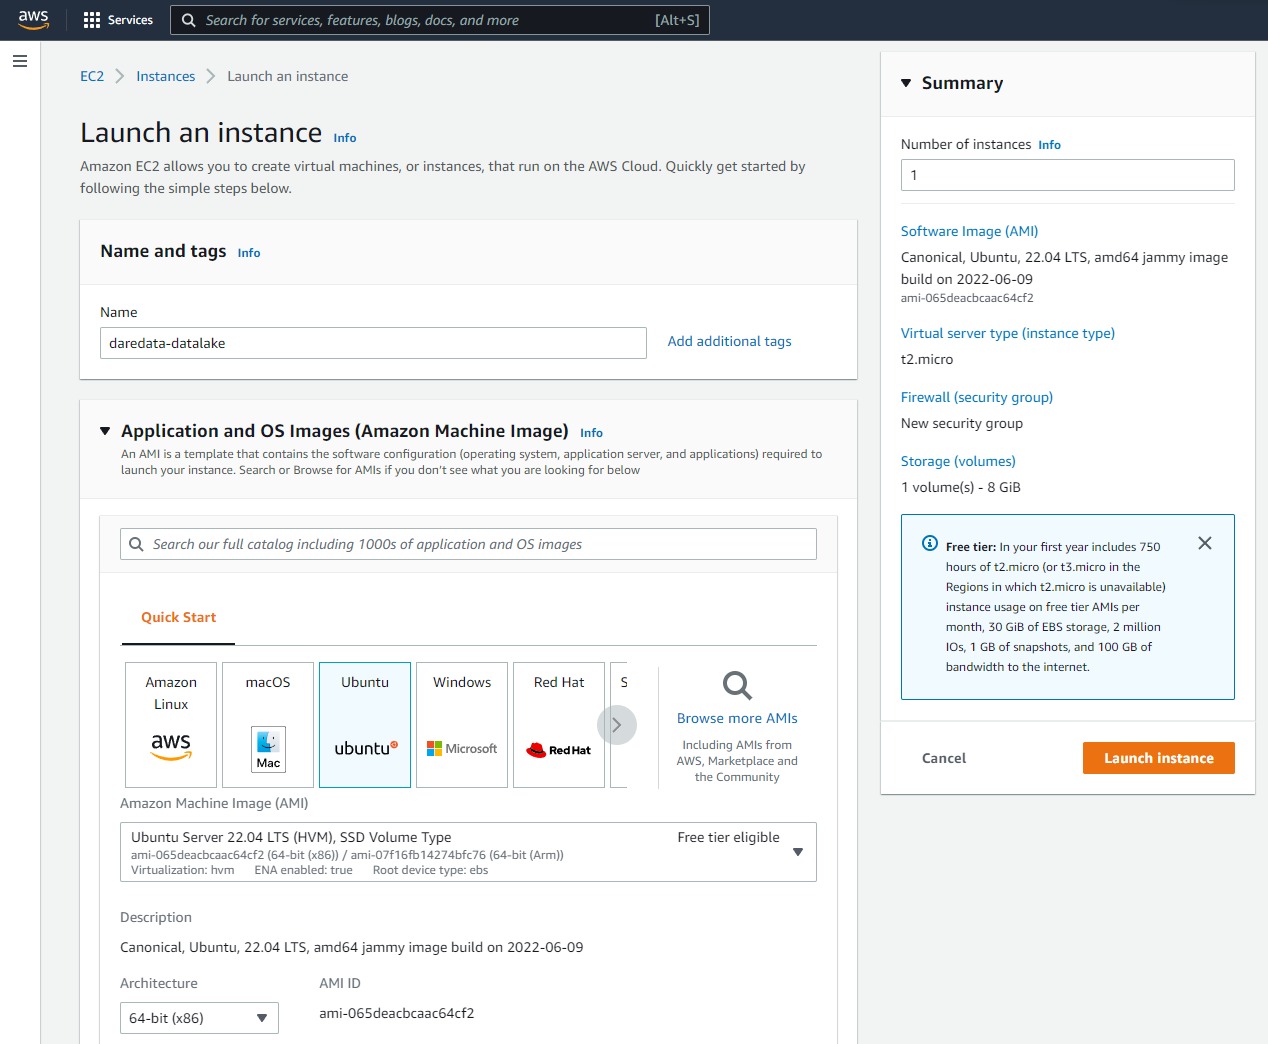 aws
Services
Search for services, features, blogs, docs, and more
[Alt+S]
EC2
Instances
Launch an instance
Launch an instance Info
Amazon EC2 allows you to create virtual machines, or instances, that run on the AWS Cloud. Quickly get started by
following the simple steps below.
Name and tags Info
Name
daredata-datalake
Add additional tags
Application and OS Images (Amazon Machine Image) Info
An AMI is a template that contains the software configuration (operating system, application server, and applications) required to
launch your instance. Search or Browse for AMIs if you don't see what you are looking for below
Search our full catalog including 1000s of application and OS images
Quick Start
Amazon
Linux
aws
macOS
Mac
Ubuntu
ubuntu
Windows
Microsoft
Red Hat
Red Hat
S
Browse more AMIs
Including AMIs from
AWS, Marketplace and
the Community
Amazon Machine Image (AMI)
Ubuntu Server 22.04 LTS (HVM), SSD Volume Type
Free tier eligible
ami-065deacbcaac64cf2 (64-bit (x86)) / ami-07f16fb14274bfc76 (64-bit (Arm))
Virtualization: hvm ENA enabled: true Root device type: ebs
Description
Canonical, Ubuntu, 22.04 LTS, amd64 jammy image build on 2022-06-09
Architecture
64-bit (x86)
AMI ID
ami-065deacbcaac64cf2
Summary
Number of instances Info
1
Software Image (AMI)
Canonical, Ubuntu, 22.04 LTS, amd64 jammy image
build on 2022-06-09
ami-065deacbcaac64cf2
Virtual server type (instance type)
t2.micro
Firewall (security group)
New security group
Storage (volumes)
1 volume(s) - 8 GiB
Free tier: In your first year includes 750
hours of t2.micro (or t3.micro in the
Regions in which t2.micro is unavailable)
instance usage on free tier AMIs per
month, 30 GiB of EBS storage, 2 million
IOs, 1 GB of snapshots, and 100 GB of
bandwidth to the internet.
Cancel
Launch instance